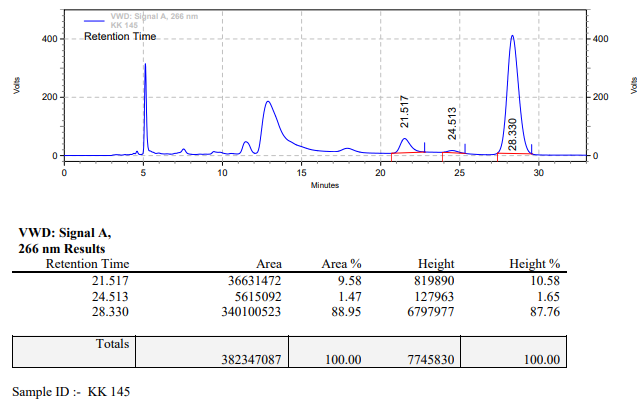 VWD: Signal A, 266 nm
KK 145
Retention Time
400
200
0
Volts
400
200
0
Volts
21.517
24.513
28.330
0 5 10 15 20 25 30
Minutes
VWD: Signal A,
266 nm Results
Retention Time Area Area % Height Height %
21.517 36631472 9.58 819890 10.58
24.513 5615092 1.47 127963 1.65
28.330 340100523 88.95 6797977 87.76
Totals
382347087 100.00 7745830 100.00
Sample ID :- KK 145